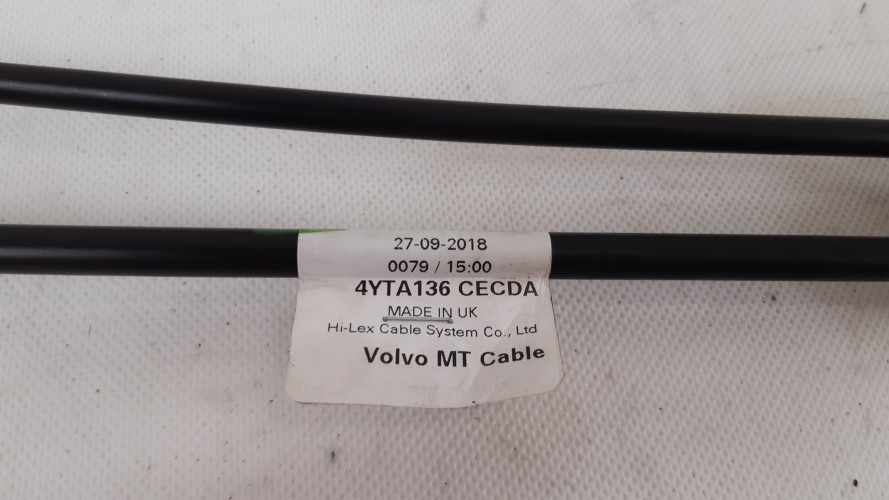 27-09-2018
0079 / 15:00
4YTA136 CECDA
MADE IN UK
Hi-Lex Cable System Co., Ltd
Volvo MT Cable